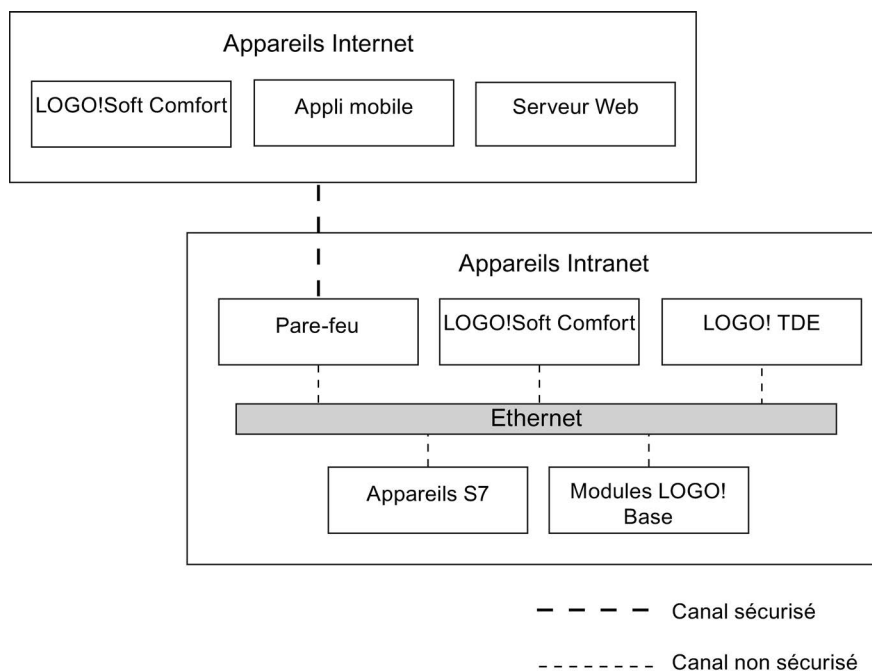 Appareils Internet
LOGO!Soft Comfort
Appli mobile
Serveur Web
Appareils Intranet
Pare-feu
LOGO!Soft Comfort
LOGO! TDE
Ethernet
Appareils S7
Modules LOGO!
Base
Canal sécurisé
Canal non sécurisé